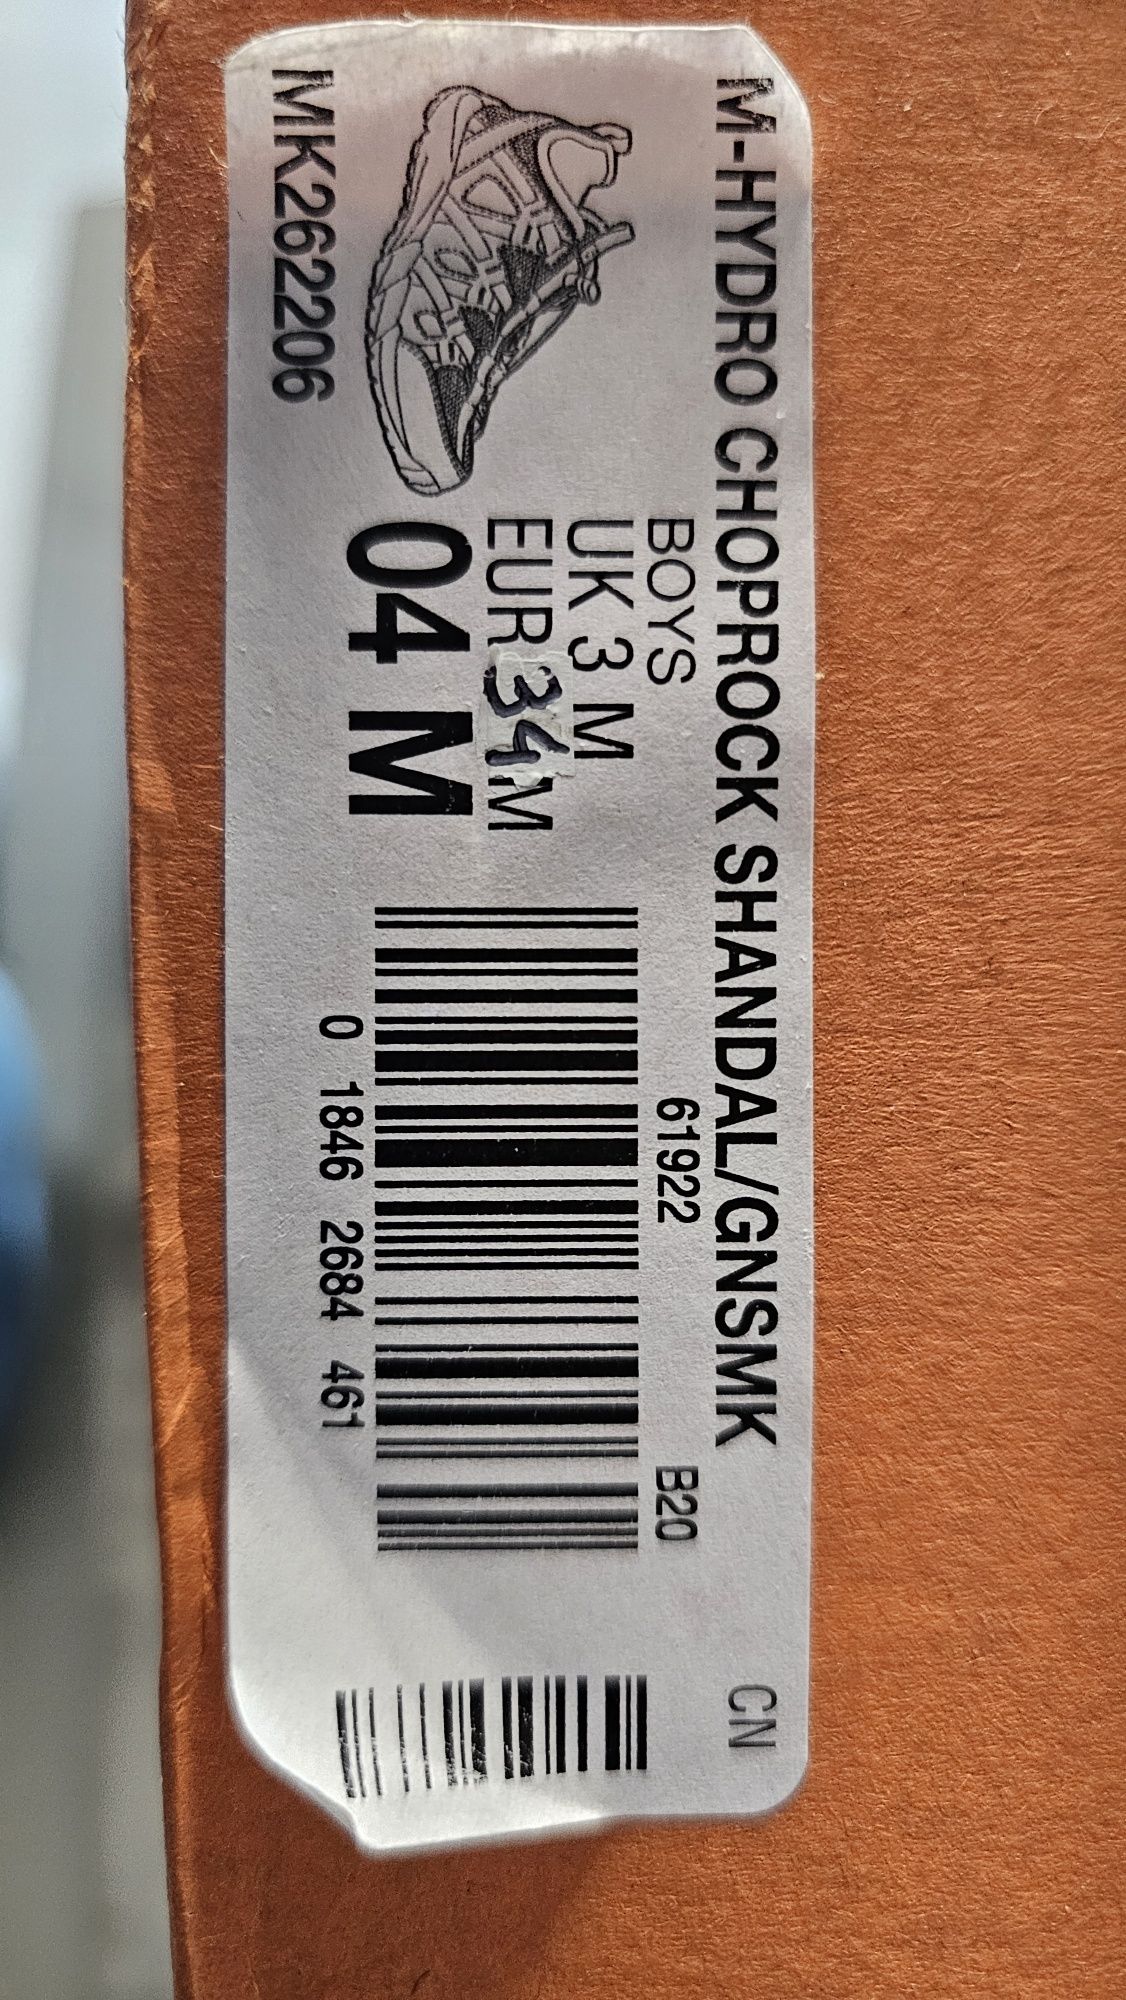 M-HYDRO CHOPROCK SHANDAL/GNSMK CN
BOYS 61922 B20
UK 3 M
EUR 34 M
04 M
0 1846 2684 461
MK262206